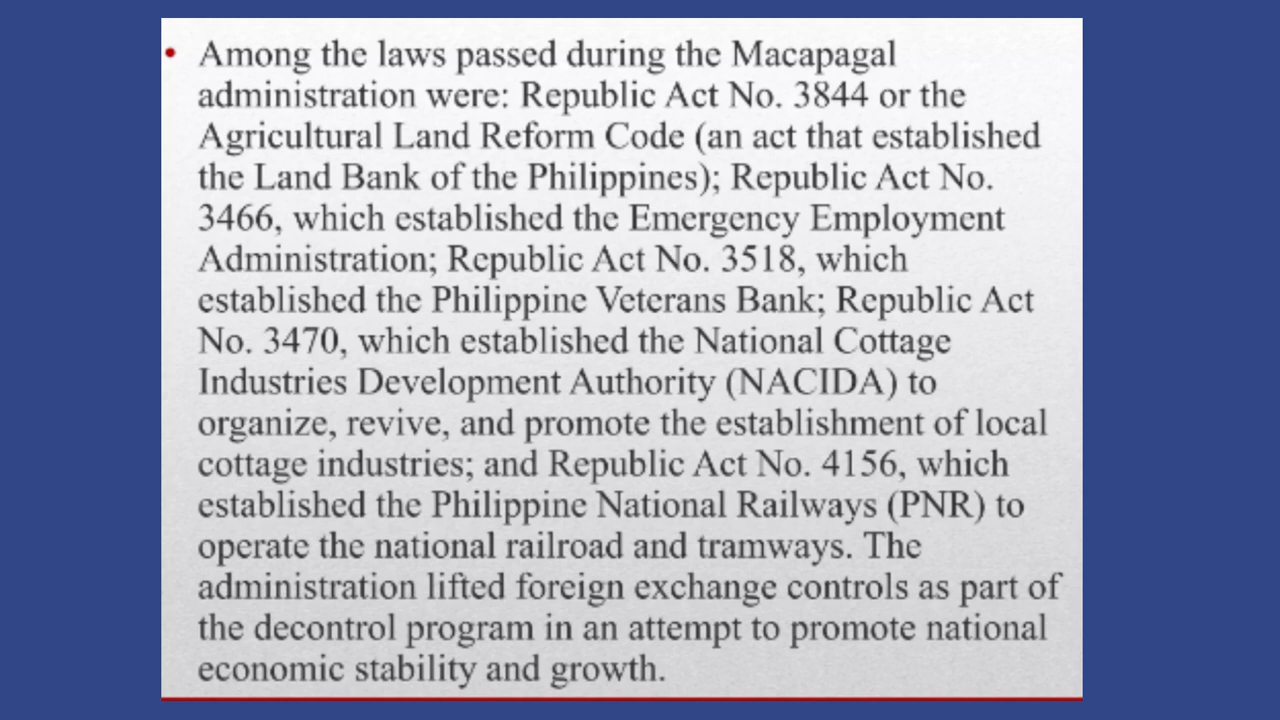 • Among the laws passed during the Macapagal
administration were: Republic Act No. 3844 or the
Agricultural Land Reform Code (an act that established
the Land Bank of the Philippines); Republic Act No.
3466, which established the Emergency Employment
Administration; Republic Act No. 3518, which
established the Philippine Veterans Bank; Republic Act
No. 3470, which established the National Cottage
Industries Development Authority (NACIDA) to
organize, revive, and promote the establishment of local
cottage industries; and Republic Act No. 4156, which
established the Philippine National Railways (PNR) to
operate the national railroad and tramways. The
administration lifted foreign exchange controls as part of
the decontrol program in an attempt to promote national
economic stability and growth.